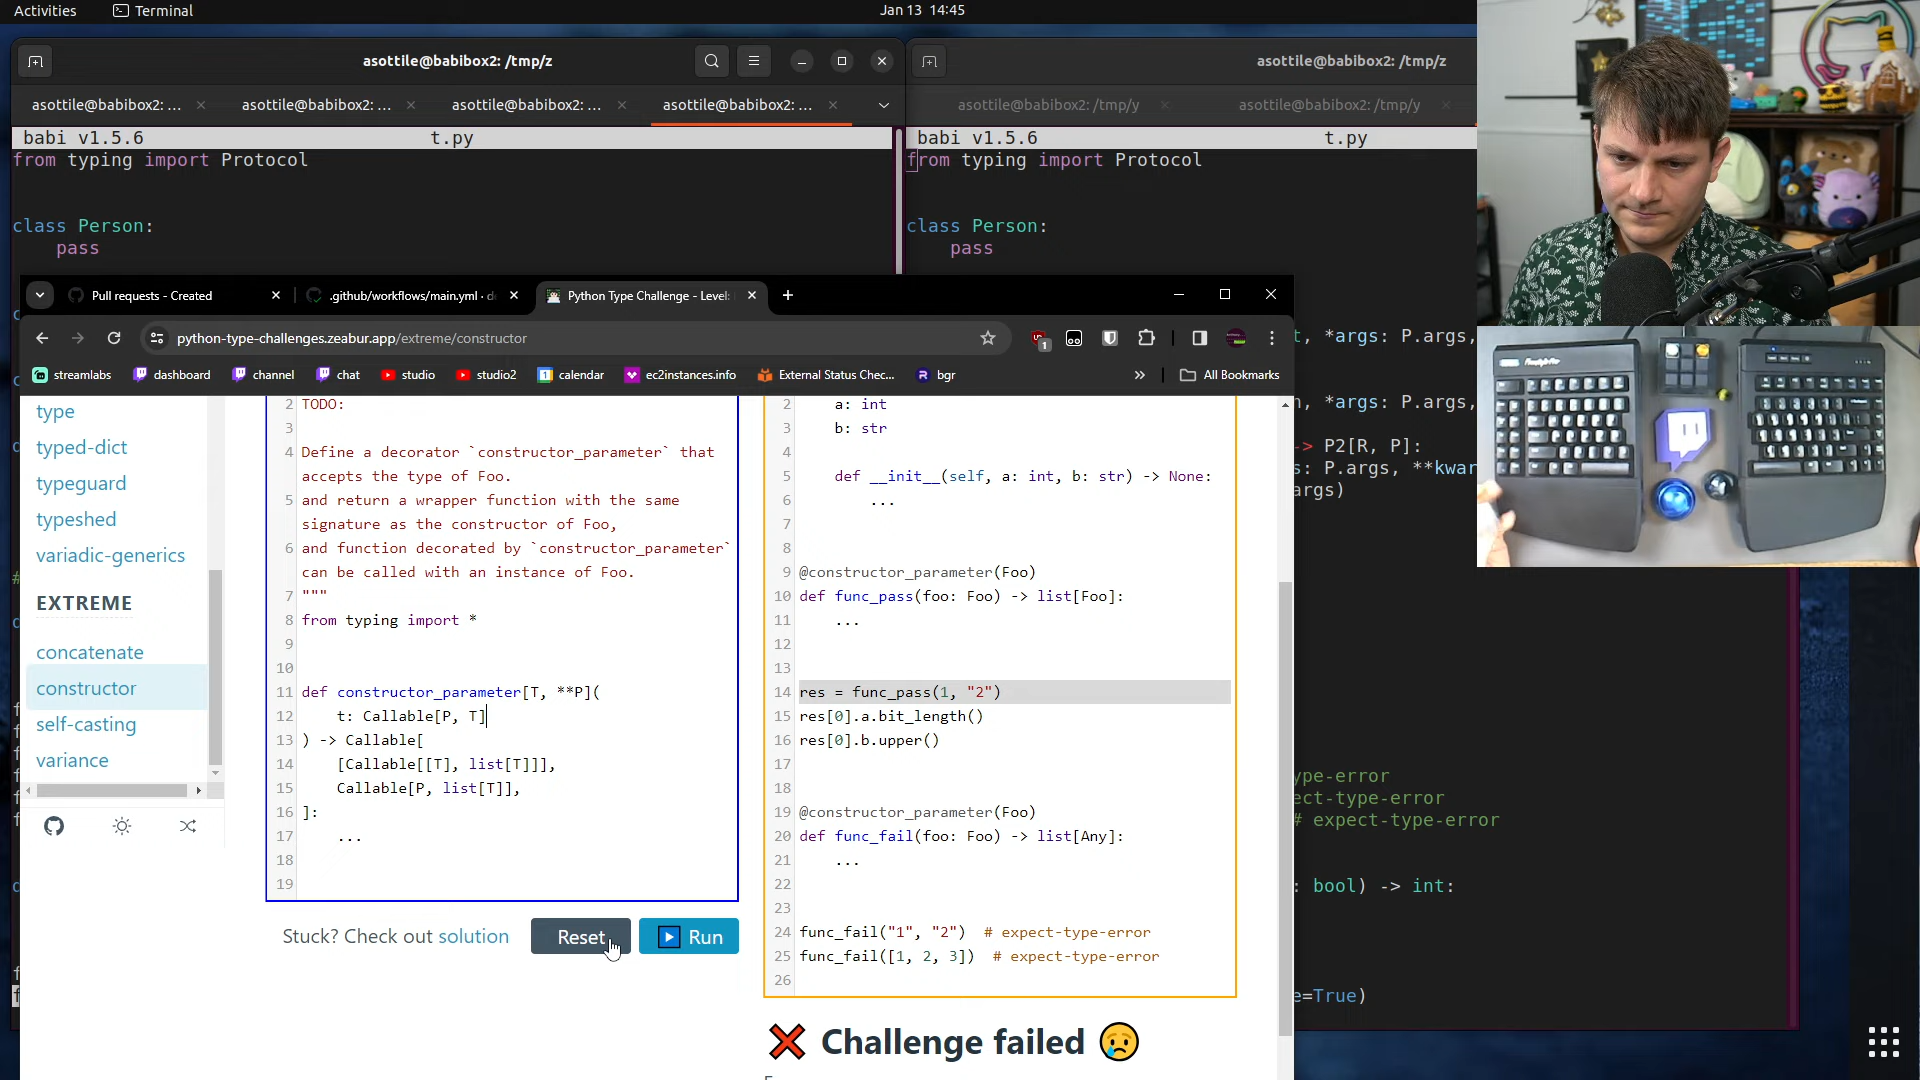 Activities
Terminal
Jan 13 14:45
asottile@babibox2: /tmp/z
asottile@babibox2: /tmp/z
asottile@babibox2: ...
asottile@babibox2: ...
asottile@babibox2: ...
asottile@babibox2: ...
asottile@babibox2: /tmp/y
asottile@babibox2: /tmp/y
babi v1.5.6
t.py
babi v1.5.6
t.py
from typing import Protocol
from typing import Protocol
class Person:
pass
class Person:
pass
Pull requests - Created
.github/workflows/main.yml · d
Python Type Challenge - Level:
python-type-challenges.zeabur.app/extreme/constructor
1
streamlabs
dashboard
channel
chat
studio
studio2
calendar
ec2instances.info
External Status Chec...
bgr
»
All Bookmarks
type
typed-dict
typeguard
typeshed
variadic-generics
EXTREME
concatenate
constructor
self-casting
variance
2 TODO:
3
4 Define a decorator `constructor_parameter` that
accepts the type of Foo.
5 and return a wrapper function with the same
signature as the constructor of Foo,
6 and function decorated by `constructor_parameter`
can be called with an instance of Foo.
7 """
8 from typing import *
9
10
11 def constructor_parameter[T, **P](
12 t: Callable[P, T]
13 ) -> Callable[
14 [Callable[[T], list[T]]],
15 Callable[P, list[T]],
16 ]:
17 ...
18
19
Stuck? Check out solution
Reset
Run
2 a: int
3 b: str
4
5 def __init__(self, a: int, b: str) -> None:
6 ...
7
8
9 @constructor_parameter(Foo)
10 def func_pass(foo: Foo) -> list[Foo]:
11 ...
12
13
14 res = func_pass(1, "2")
15 res[0].a.bit_length()
16 res[0].b.upper()
17
18
19 @constructor_parameter(Foo)
20 def func_fail(foo: Foo) -> list[Any]:
21 ...
22
23
24 func_fail("1", "2") # expect-type-error
25 func_fail([1, 2, 3]) # expect-type-error
26
Challenge failed
t, *args: P.args,
n, *args: P.args,
> P2[R, P]:
s: P.args, **kwar
args)
ype-error
ect-type-error
# expect-type-error
: bool) -> int:
e=True)